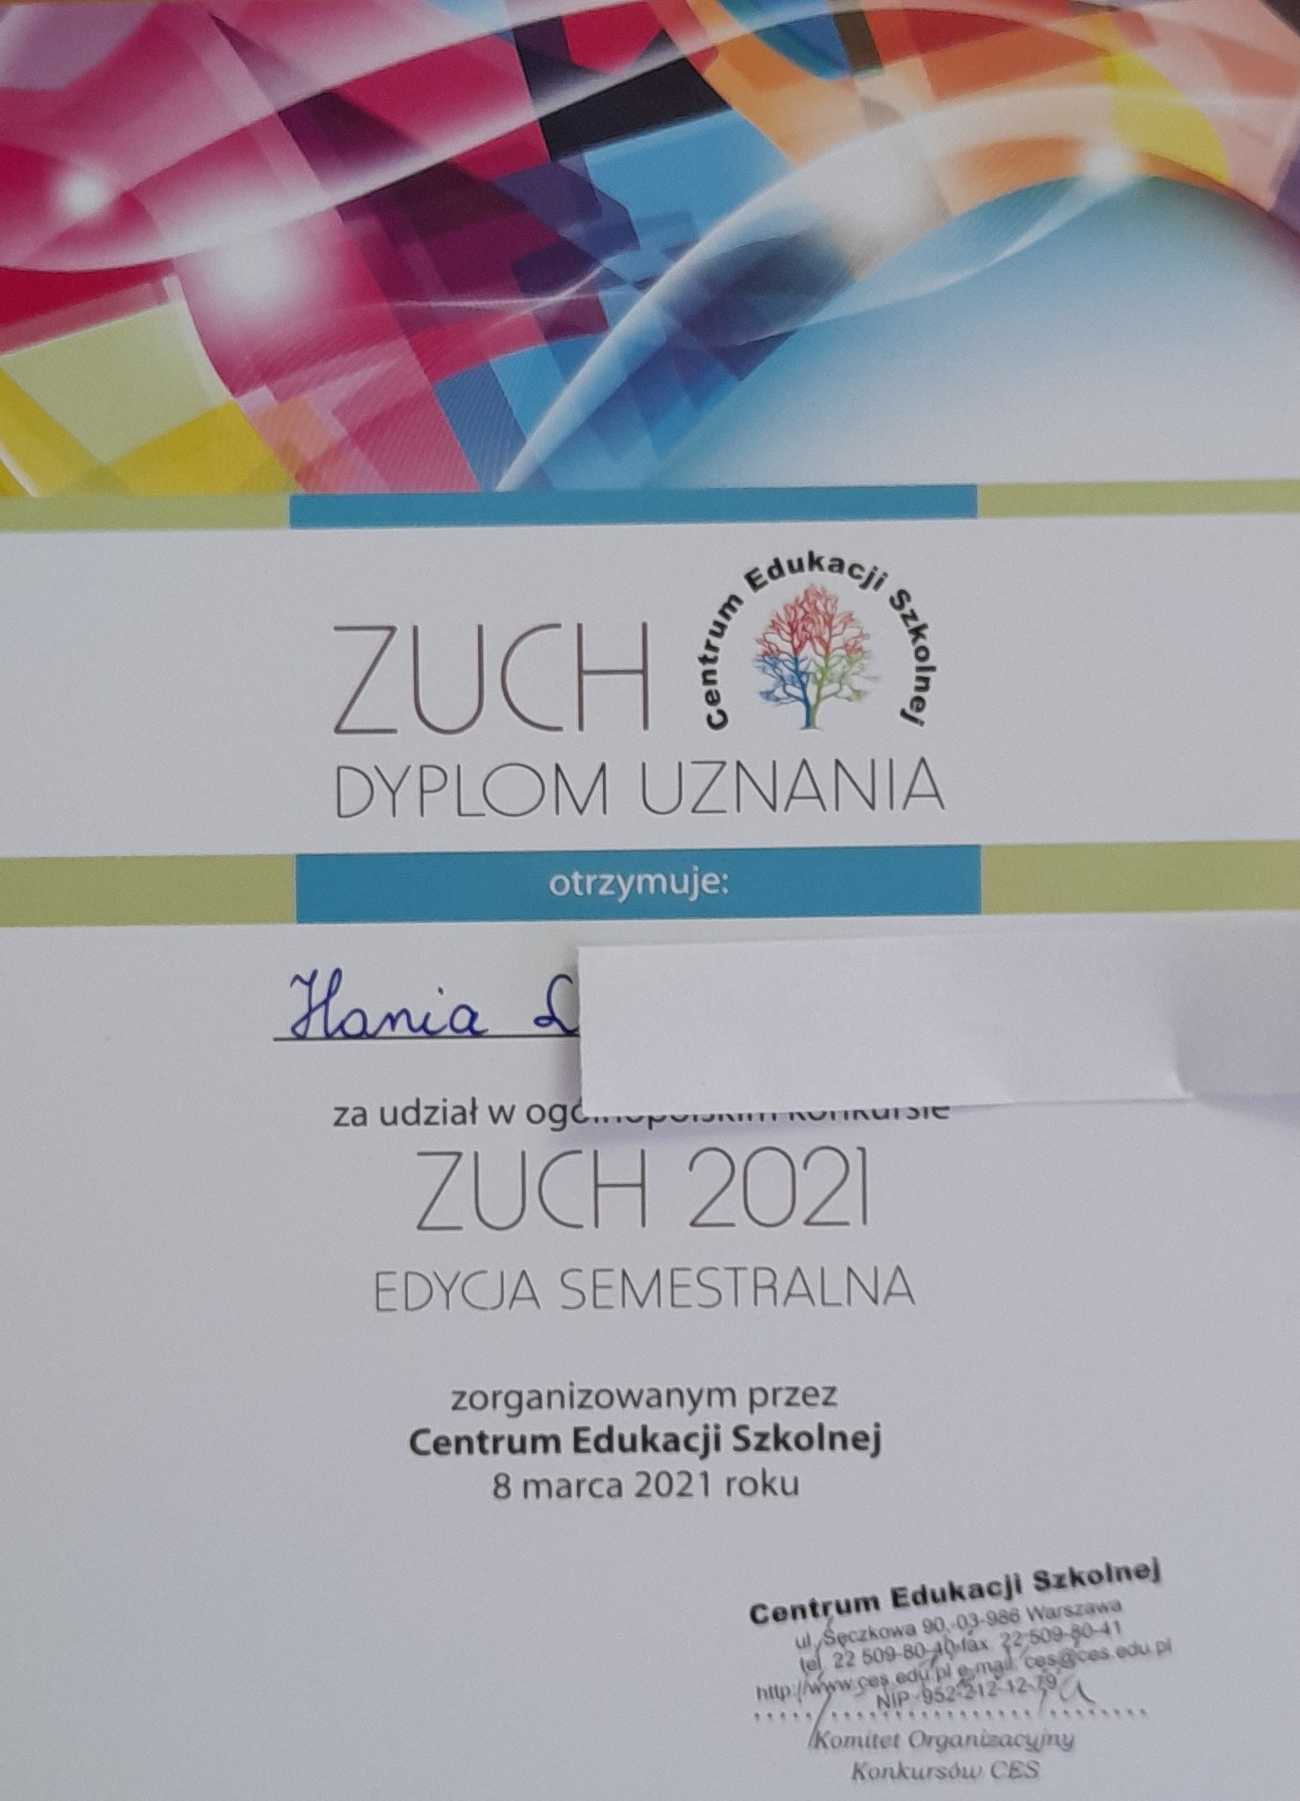 Centrum Edukacji Szkolnej
ZUCH
DYPLOM UZNANIA
otrzymuje:
Hania
za udział w ogólnopolskim konkursie
ZUCH 2021
EDYCJA SEMESTRALNA
zorganizowanym przez
Centrum Edukacji Szkolnej
8 marca 2021 roku
Centrum Edukacji Szkolnej
ul. Sęczkowa 90, 03-986 Warszawa
tel. 22 509-80-40 fax 22 509-80-41
http://www.ces.edu.pl e-mail: ces@ces.edu.pl
NIP 952-212-12-79
Komitet Organizacyjny
Konkursów CES